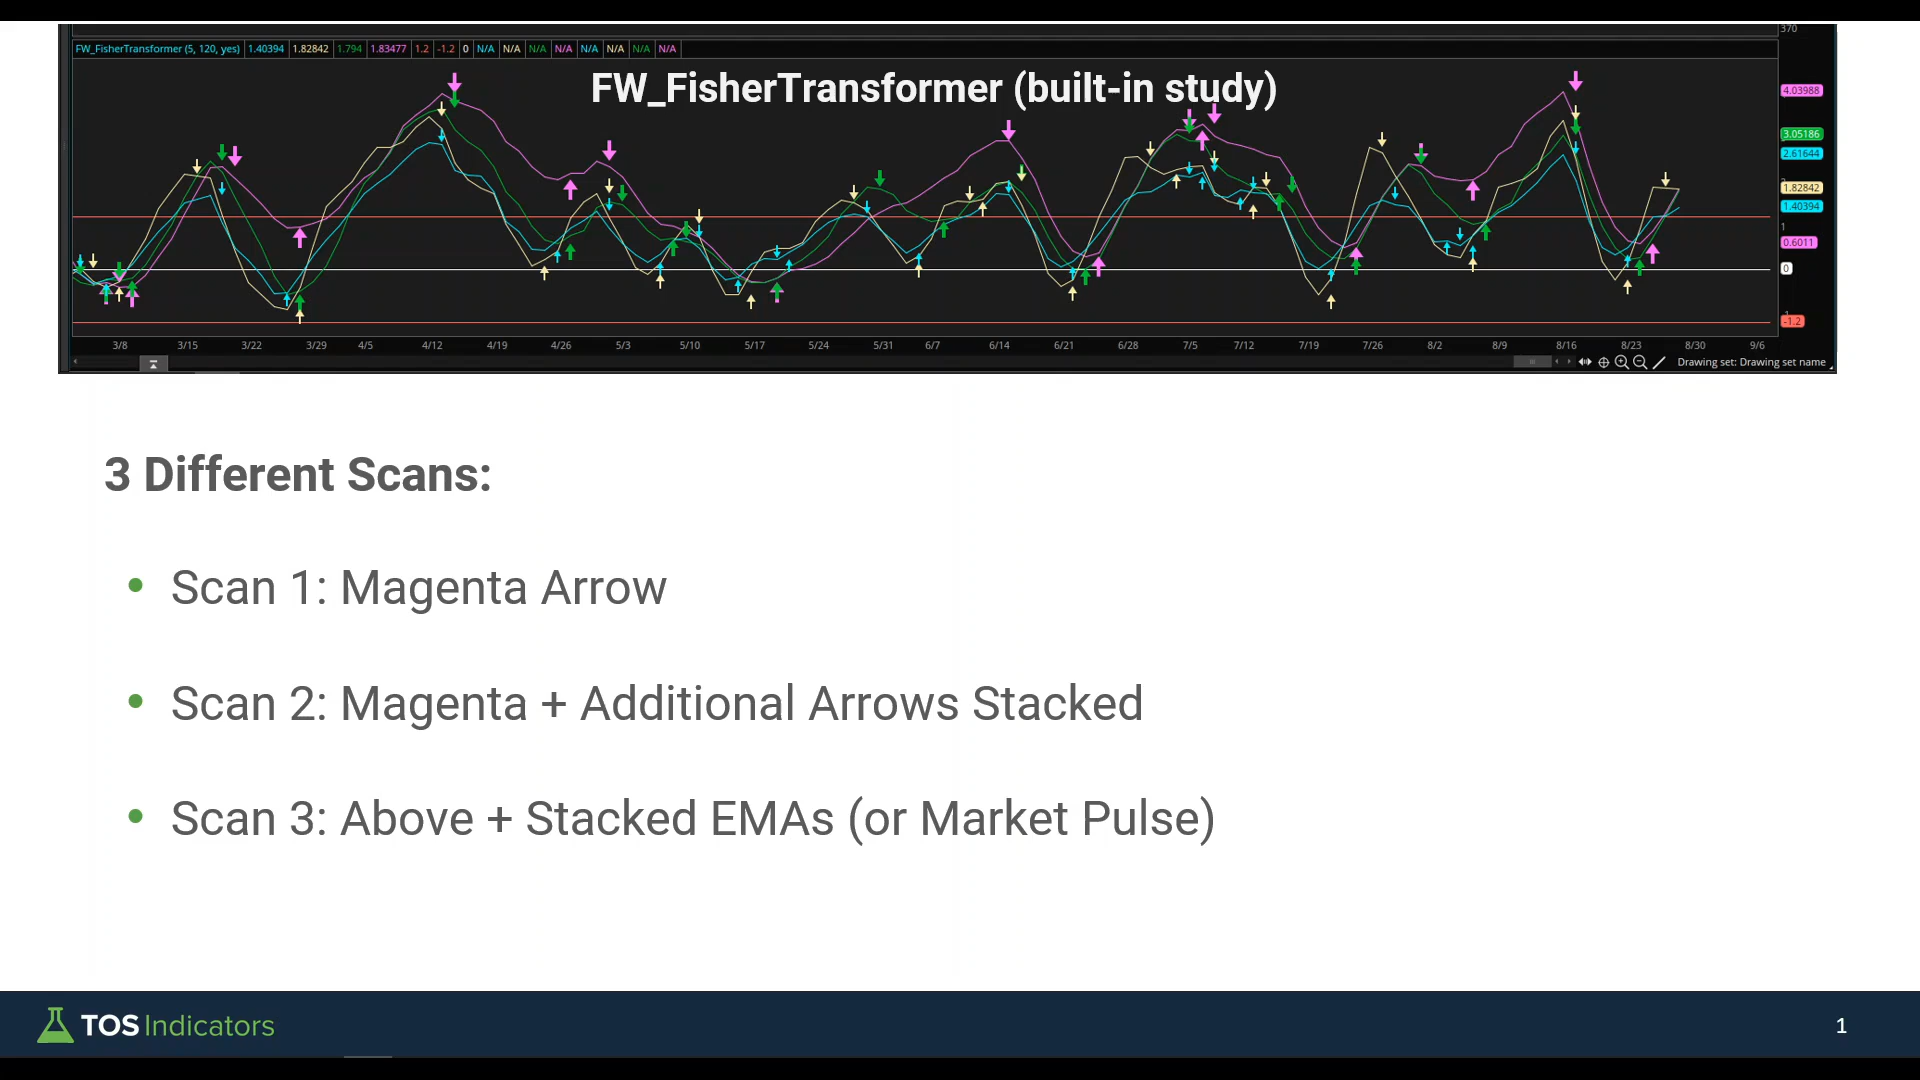 370
FW_FisherTransformer (5, 120, yes) 1.40394 1.82842 1.794 1.83477 1.2 -1.2 0 N/A N/A N/A N/A N/A N/A N/A N/A
FW_FisherTransformer (built-in study)
4.03988
3.05186
2.61644
1.82842
1.40394
1
0.6011
0
-1.2
3/8 3/15 3/22 3/29 4/5 4/12 4/19 4/26 5/3 5/10 5/17 5/24 5/31 6/7 6/14 6/21 6/28 7/5 7/12 7/19 7/26 8/2 8/9 8/16 8/23 8/30 9/6
Drawing set: Drawing set name
3 Different Scans:
• Scan 1: Magenta Arrow
• Scan 2: Magenta + Additional Arrows Stacked
• Scan 3: Above + Stacked EMAs (or Market Pulse)
TOS Indicators
1